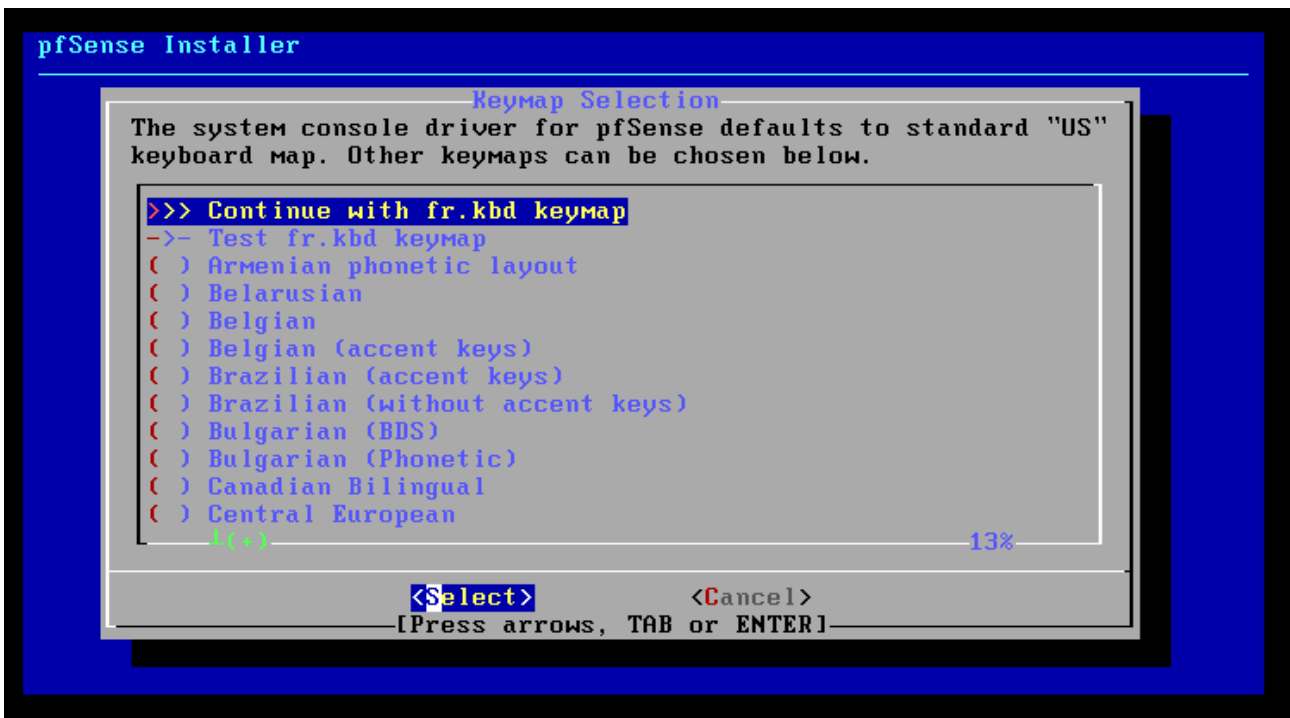 pfSense Installer
Keymap Selection
The system console driver for pfSense defaults to standard "US"
keyboard map. Other keymaps can be chosen below.
>>> Continue with fr.kbd keymap
->- Test fr.kbd keymap
( ) Armenian phonetic layout
( ) Belarusian
( ) Belgian
( ) Belgian (accent keys)
( ) Brazilian (accent keys)
( ) Brazilian (without accent keys)
( ) Bulgarian (BDS)
( ) Bulgarian (Phonetic)
( ) Canadian Bilingual
( ) Central European
┴(+) 13%
<Select> <Cancel>
[Press arrows, TAB or ENTER]